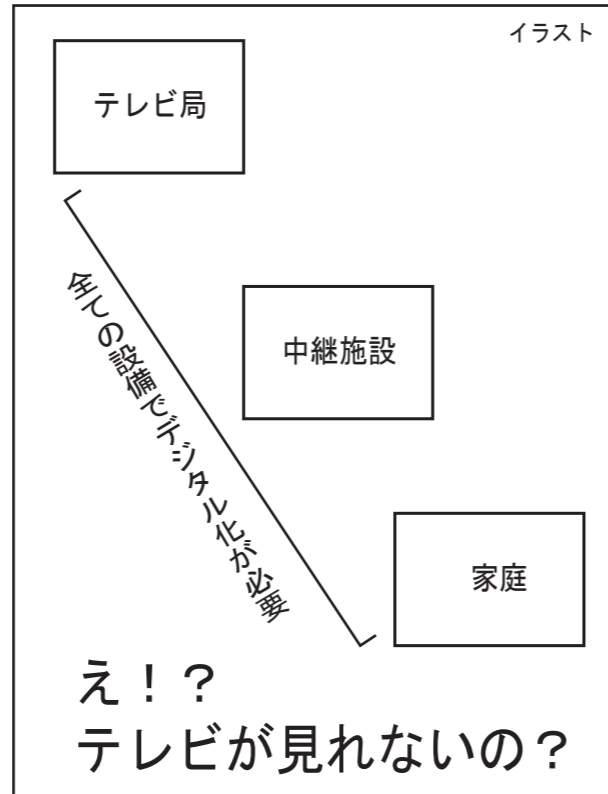 イラスト
テレビ局
全ての設備でデジタル化が必要
中継施設
家庭
え！？
テレビが見れないの？